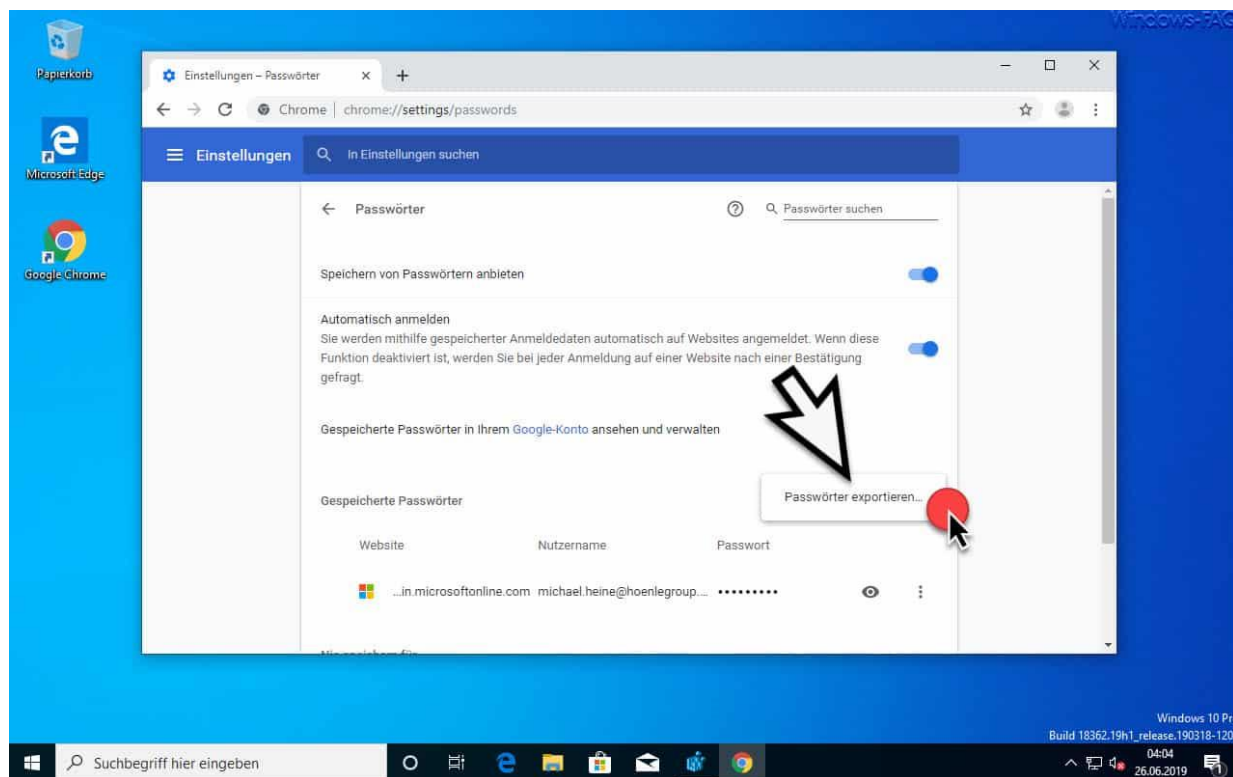 Windows-FAQ
Papierkorb
Microsoft Edge
Google Chrome
Einstellungen – Passwörter
Chrome | chrome://settings/passwords
Einstellungen
In Einstellungen suchen
Passwörter
Passwörter suchen
Speichern von Passwörtern anbieten
Automatisch anmelden
Sie werden mithilfe gespeicherter Anmeldedaten automatisch auf Websites angemeldet. Wenn diese
Funktion deaktiviert ist, werden Sie bei jeder Anmeldung auf einer Website nach einer Bestätigung
gefragt.
Gespeicherte Passwörter in Ihrem Google-Konto ansehen und verwalten
Gespeicherte Passwörter
Passwörter exportieren...
Website Nutzername Passwort
...in.microsoftonline.com michael.heine@hoenlegroup.... •••••••••
Nie speichern für
Windows 10 Pr
Build 18362.19h1_release.190318-120
Suchbegriff hier eingeben
04:04
26.06.2019